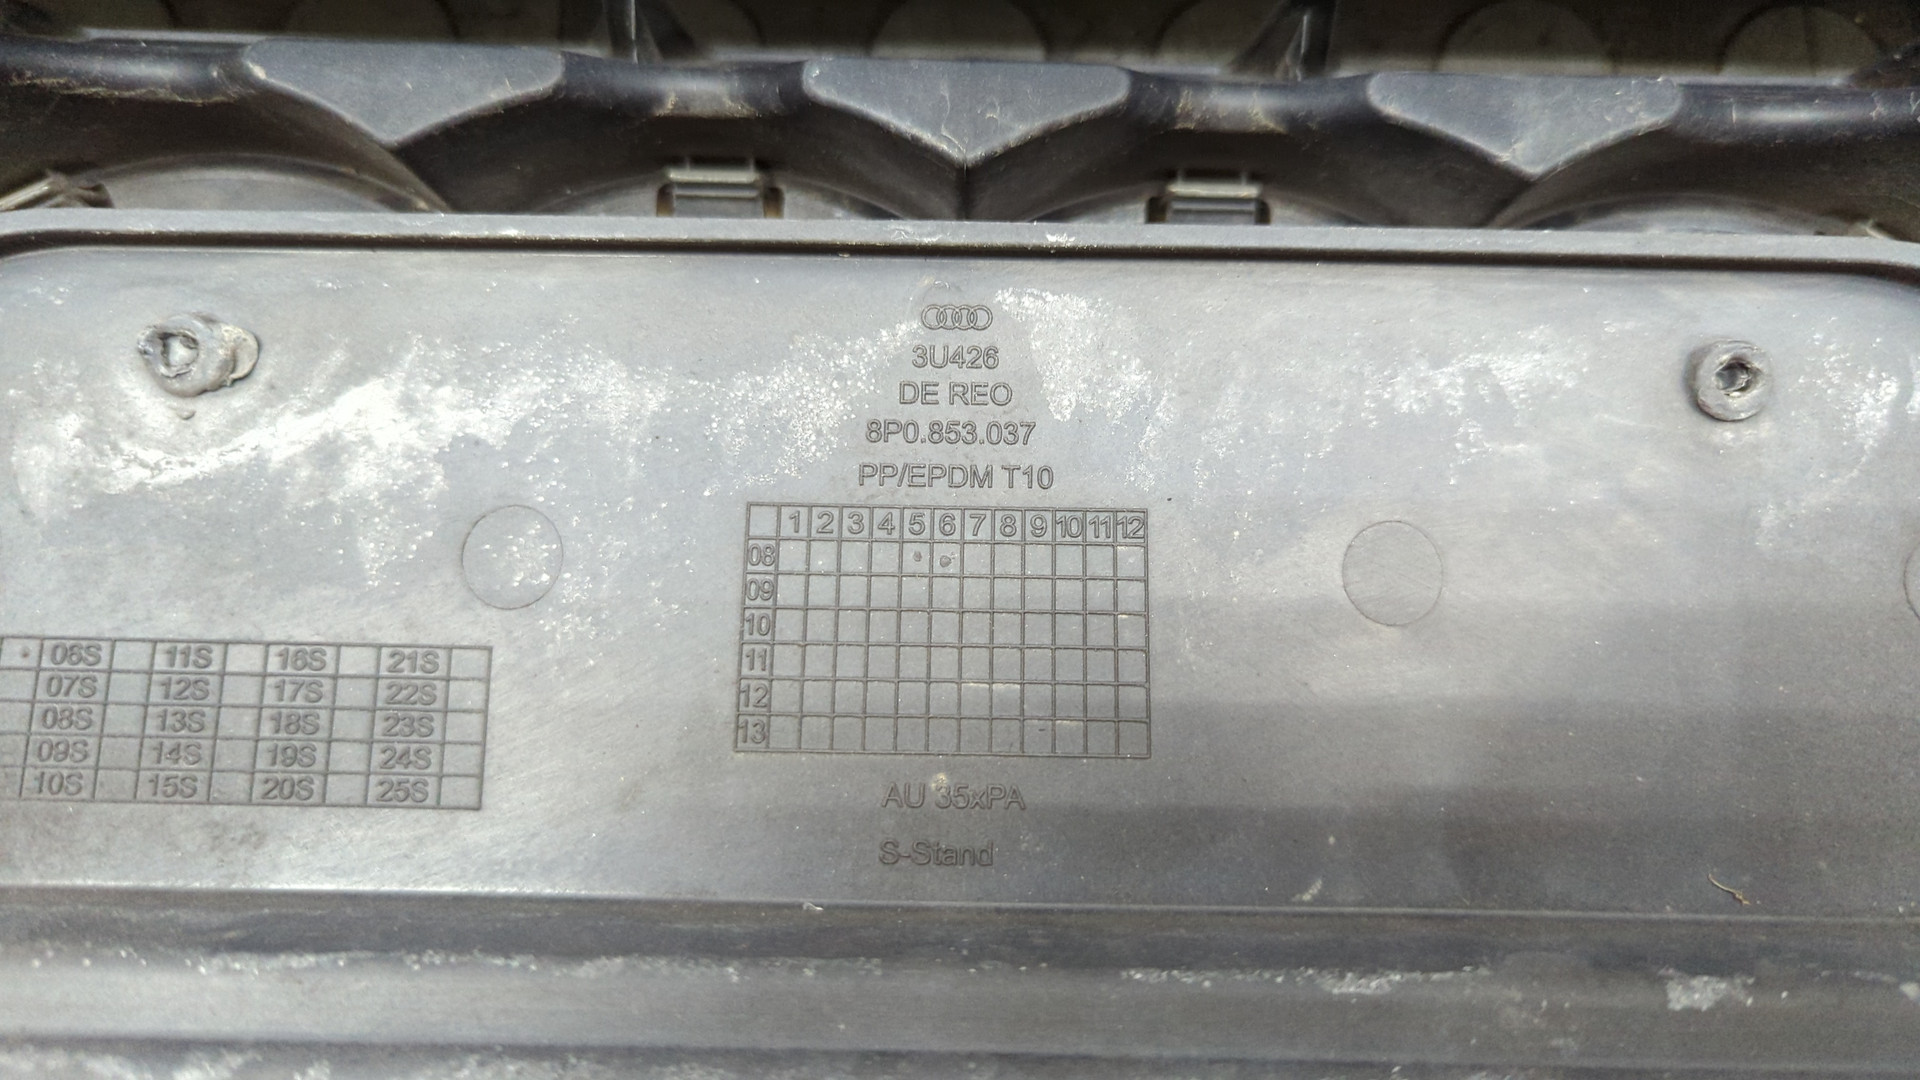 3U426
DE REO
8P0.853.037
PP/EPDM T10
1 2 3 4 5 6 7 8 9 10 11 12
08
09
10
11
12
13
06S 11S 16S 21S
07S 12S 17S 22S
08S 13S 18S 23S
09S 14S 19S 24S
10S 15S 20S 25S
AU 35xPA
S-Stand